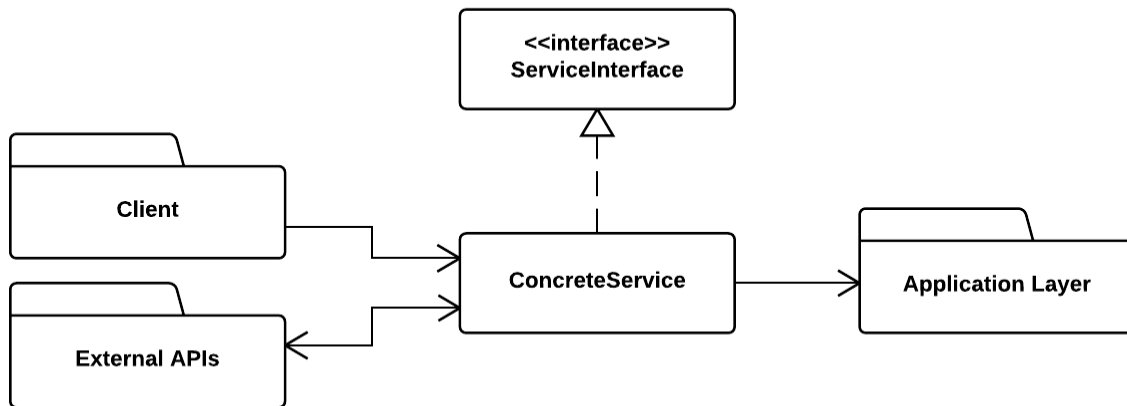 <<interface>>
ServiceInterface
Client
ConcreteService
Application Layer
External APIs